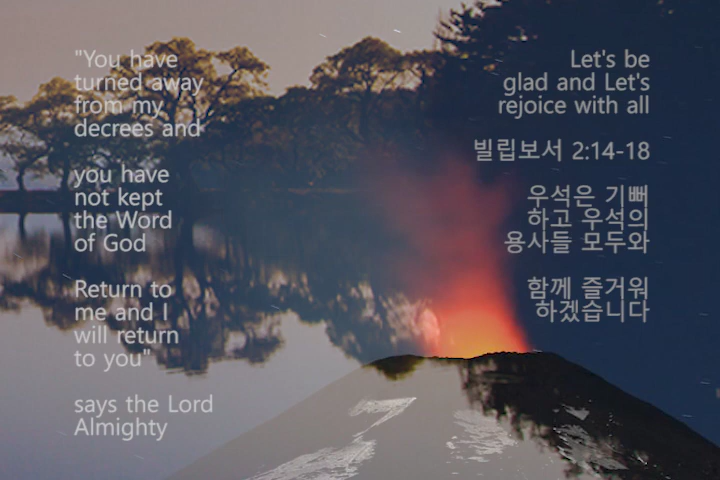 "You have
turned away
from my
decrees and
you have
not kept
the Word
of God
Return to
me and I
will return
to you"
says the Lord
Almighty
Let's be
glad and Let's
rejoice with all
빌립보서 2:14-18
우석은 기뻐
하고 우석의
용사들 모두와
함께 즐거워
하겠습니다